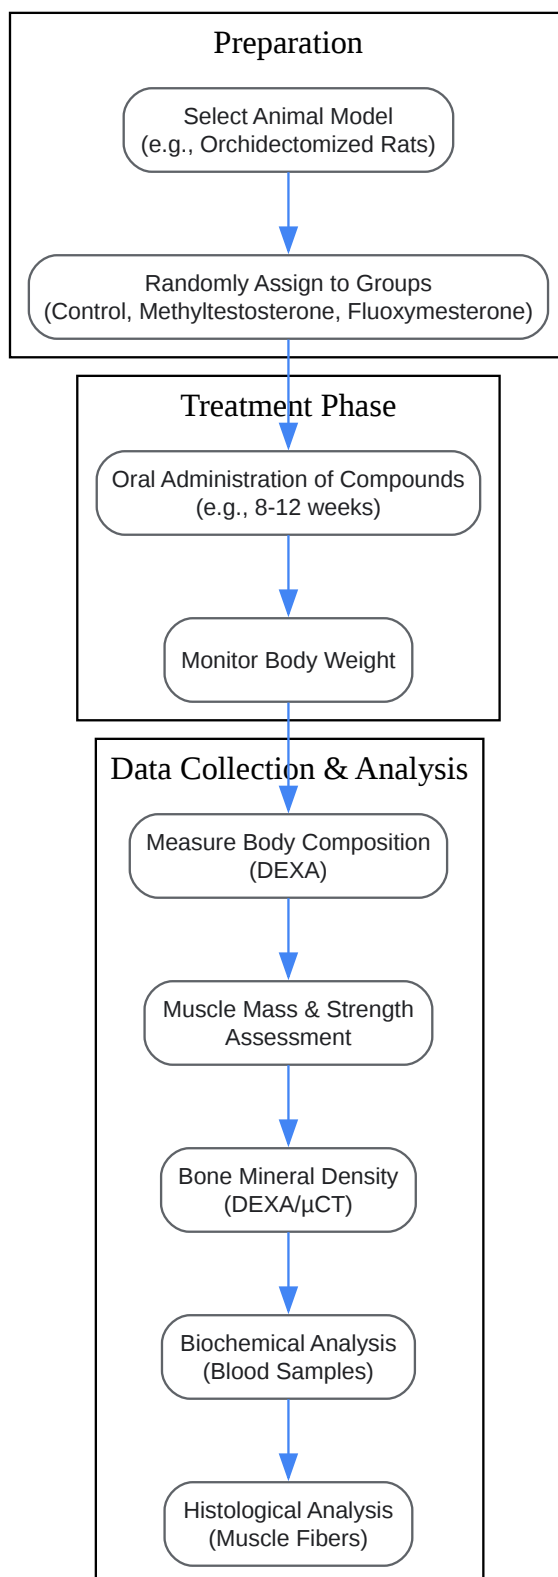 Preparation
Select Animal Model
(e.g., Orchidectomized Rats)
Randomly Assign to Groups
(Control, Methyltestosterone, Fluoxymesterone)
Treatment Phase
Oral Administration of Compounds
(e.g., 8-12 weeks)
Monitor Body Weight
Data Collection & Analysis
Measure Body Composition
(DEXA)
Muscle Mass & Strength
Assessment
Bone Mineral Density
(DEXA/µCT)
Biochemical Analysis
(Blood Samples)
Histological Analysis
(Muscle Fibers)